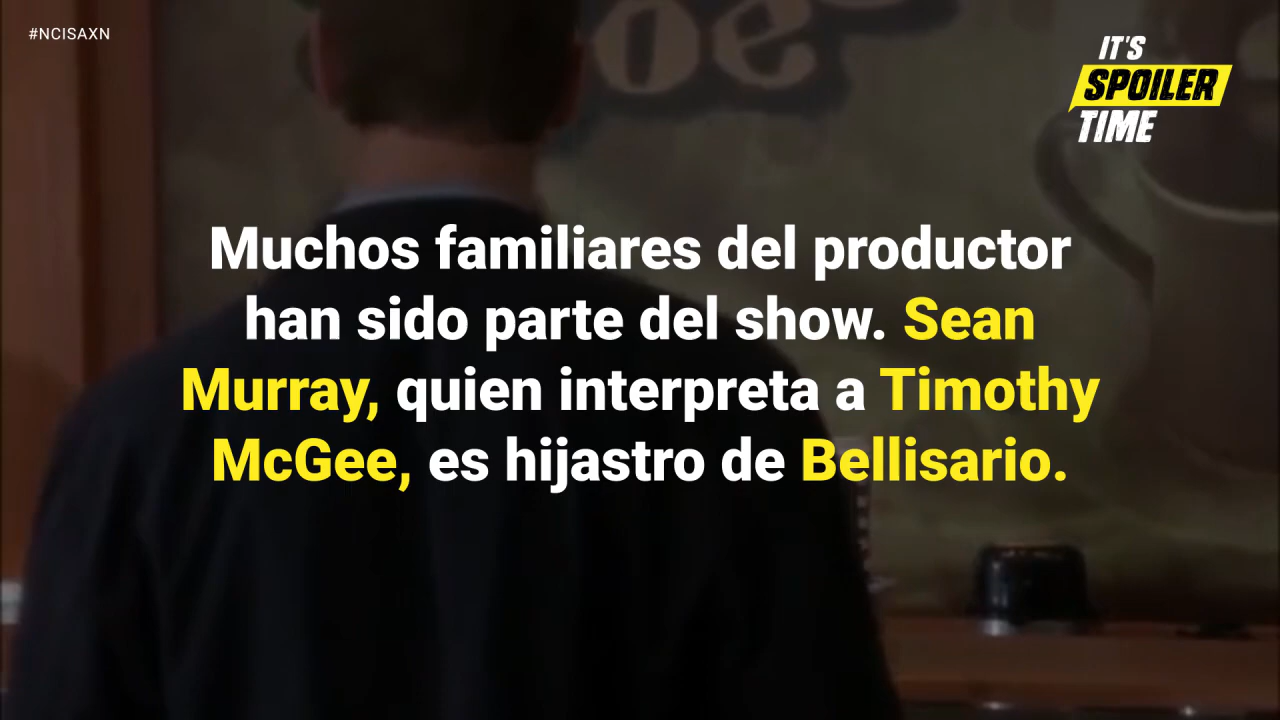 #NCISAXN
IT'S
SPOILER
TIME
oe
Muchos familiares del productor
han sido parte del show. Sean
Murray, quien interpreta a Timothy
McGee, es hijastro de Bellisario.